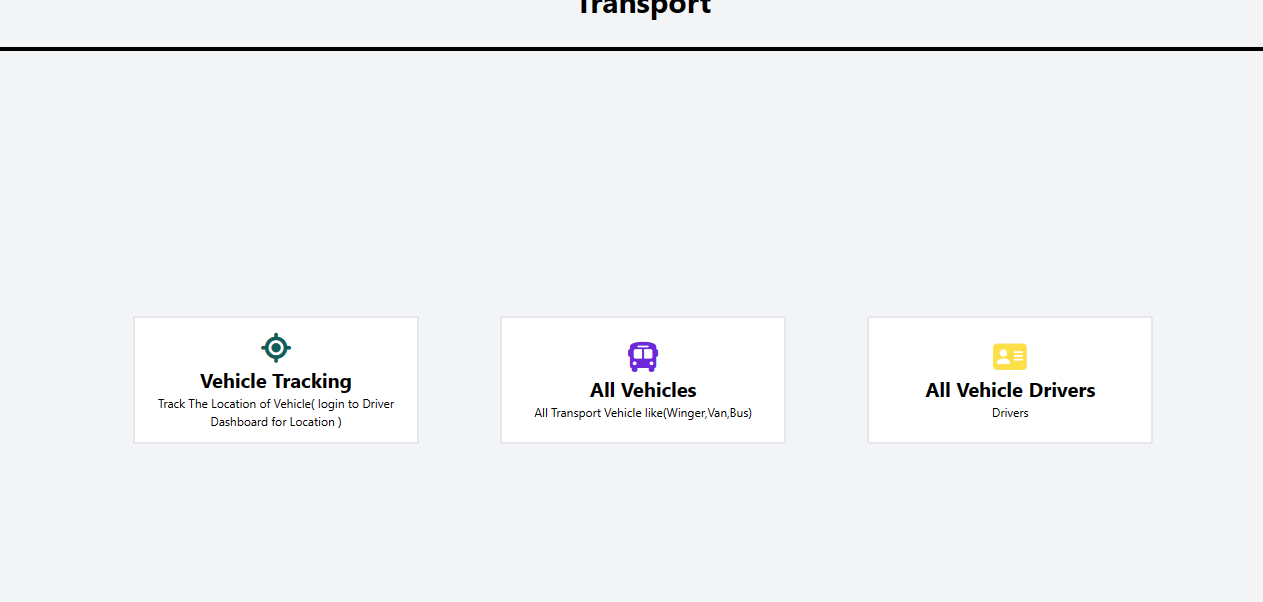 Transport
Vehicle Tracking
Track The Location of Vehicle( login to Driver
Dashboard for Location )
All Vehicles
All Transport Vehicle like(Winger,Van,Bus)
All Vehicle Drivers
Drivers